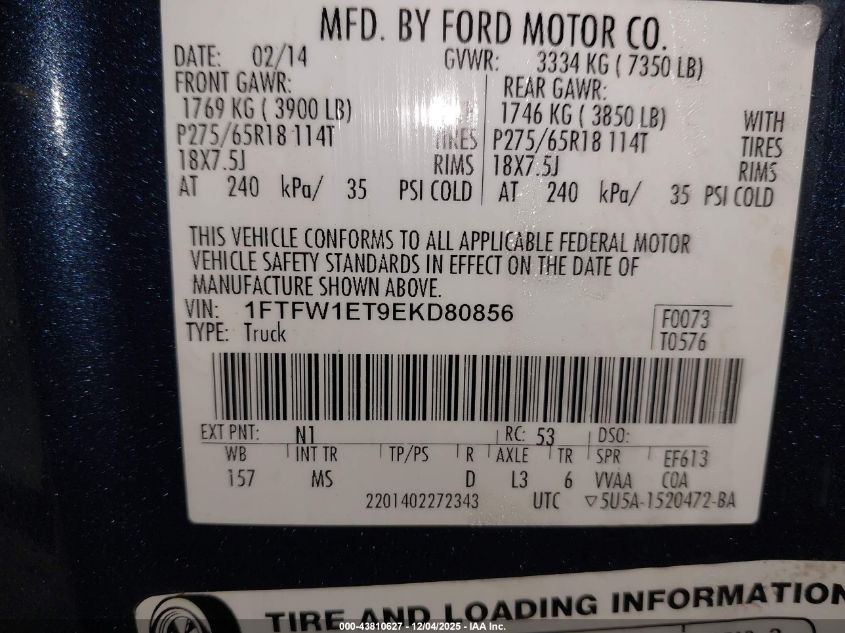 MFD. BY FORD MOTOR CO.
DATE: 02/14 GVWR: 3334 KG ( 7350 LB)
FRONT GAWR: REAR GAWR:
1769 KG ( 3900 LB) 1746 KG ( 3850 LB) WITH
P275/65R18 114T TIRES P275/65R18 114T TIRES
18X7.5J RIMS 18X7.5J RIMS
AT 240 kPa/ 35 PSI COLD AT 240 kPa/ 35 PSI COLD
THIS VEHICLE CONFORMS TO ALL APPLICABLE FEDERAL MOTOR
VEHICLE SAFETY STANDARDS IN EFFECT ON THE DATE OF
MANUFACTURE SHOWN ABOVE.
VIN: 1FTFW1ET9EKD80856 F0073
TYPE: Truck T0576
EXT PNT: N1 RC: 53 DSO:
WB INT TR TP/PS R AXLE TR SPR EF613
157 MS D L3 6 VVAA COA
2201402272343 UTC ▽5U5A-1520472-BA
TIRE AND LOADING INFORMATION
000-43810627 - 12/04/2025 - IAA Inc.